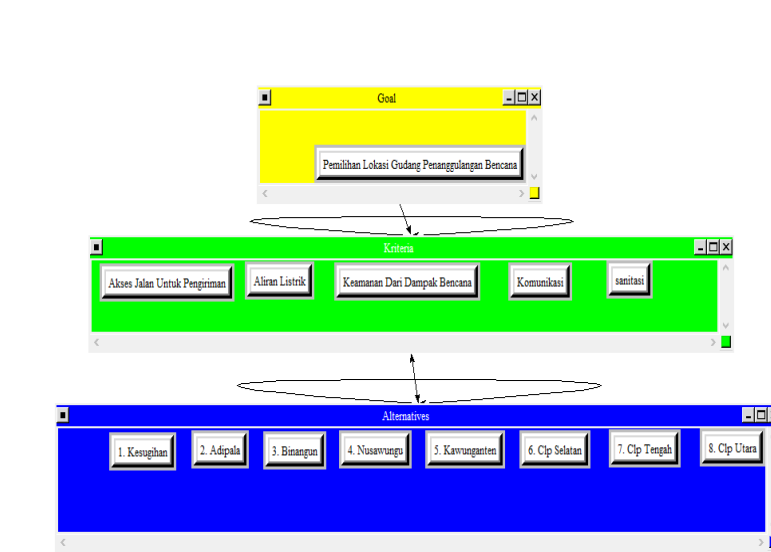 Goal
Pemilihan Lokasi Gudang Penanggulangan Bencana
Kriteria
Akses Jalan Untuk Pengiriman
Aliran Listrik
Keamanan Dari Dampak Bencana
Komunikasi
sanitasi
Alternatives
1. Kesugihan
2. Adipala
3. Binangun
4. Nusawungu
5. Kawunganten
6. Clp Selatan
7. Clp Tengah
8. Clp Utara